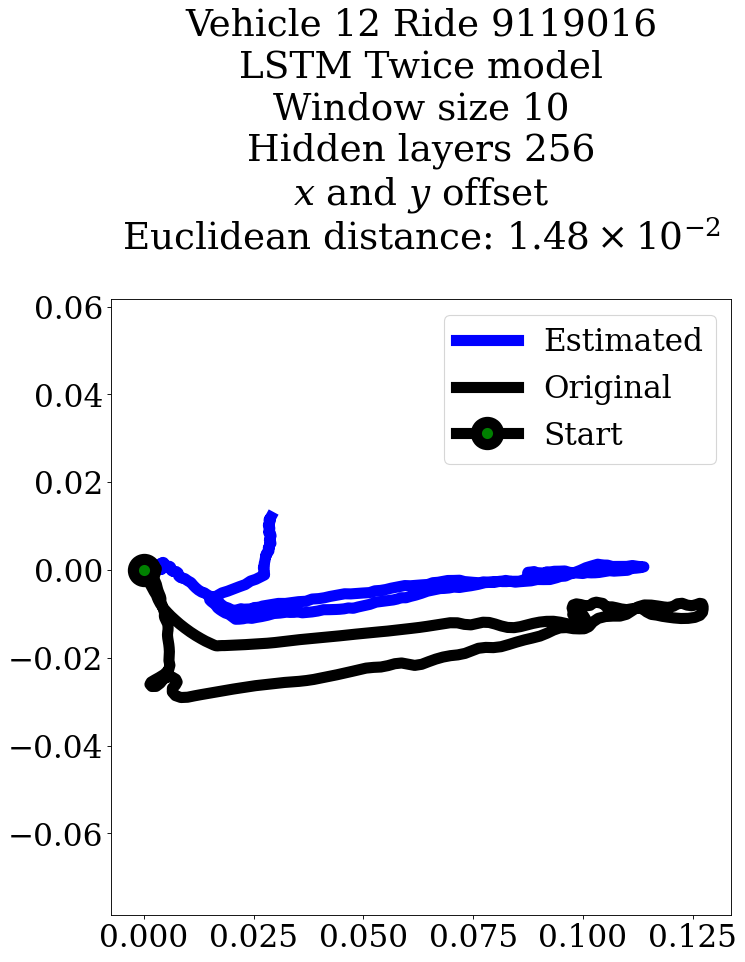 Vehicle 12 Ride 9119016
LSTM Twice model
Window size 10
Hidden layers 256
x and y offset
Euclidean distance: 1.48 × 10⁻²
Estimated
Original
Start
0.06
0.04
0.02
0.00
−0.02
−0.04
−0.06
0.000 0.025 0.050 0.075 0.100 0.125